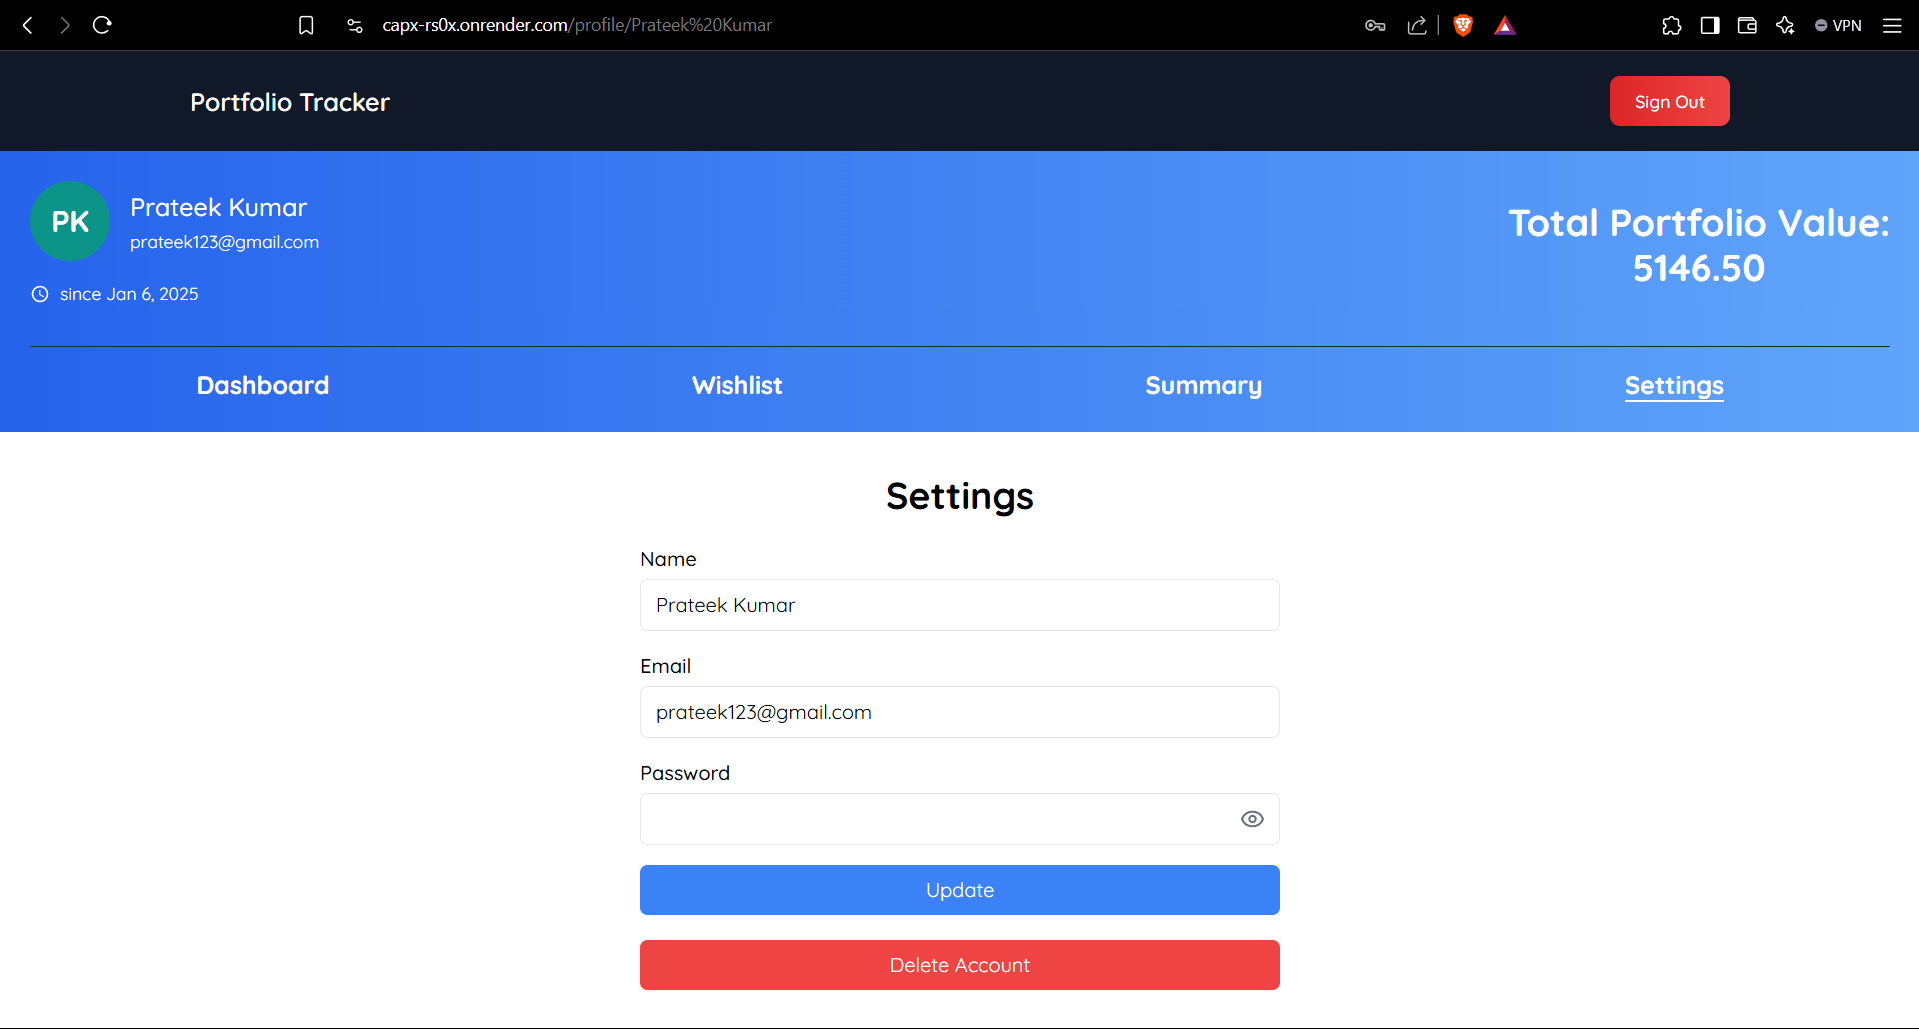 capx-rs0x.onrender.com/profile/Prateek%20Kumar
VPN
Portfolio Tracker
Sign Out
PK
Prateek Kumar
prateek123@gmail.com
since Jan 6, 2025
Total Portfolio Value:
5146.50
Dashboard Wishlist Summary Settings
Settings
Name
Prateek Kumar
Email
prateek123@gmail.com
Password
Update
Delete Account